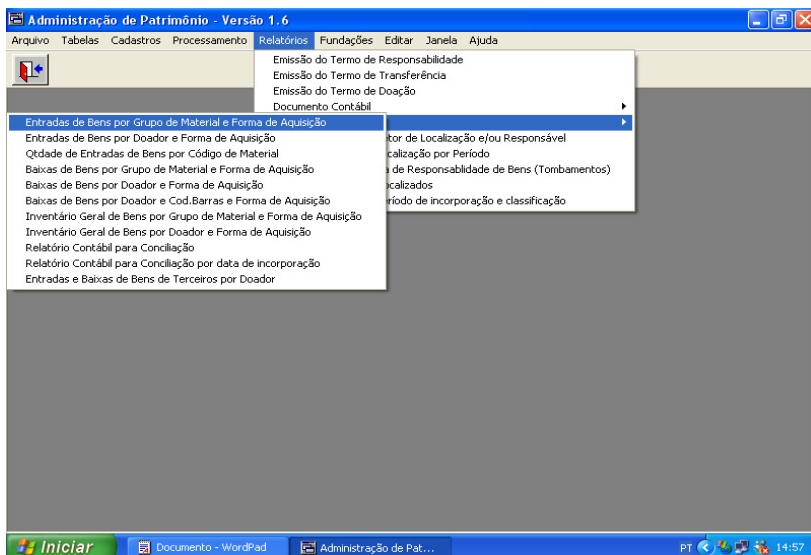 Administração de Patrimônio - Versão 1.6
Arquivo Tabelas Cadastros Processamento Relatórios Fundações Editar Janela Ajuda
Emissão do Termo de Responsabilidade
Emissão do Termo de Transferência
Emissão do Termo de Doação
Documento Contábil
Entradas de Bens por Grupo de Material e Forma de Aquisição
Entradas de Bens por Doador e Forma de Aquisição
Qtdade de Entradas de Bens por Código de Material
Baixas de Bens por Grupo de Material e Forma de Aquisição
Baixas de Bens por Doador e Forma de Aquisição
Baixas de Bens por Doador e Cod.Barras e Forma de Aquisição
Inventário Geral de Bens por Grupo de Material e Forma de Aquisição
Inventário Geral de Bens por Doador e Forma de Aquisição
Relatório Contábil para Conciliação
Relatório Contábil para Conciliação por data de incorporação
Entradas e Baixas de Bens de Terceiros por Doador
de Localização e/ou Responsável
por Período
de Responsablidade de Bens (Tombamentos)
de incorporação e classificação
Iniciar
Documento - WordPad
Administração de Pat...
PT
14:57